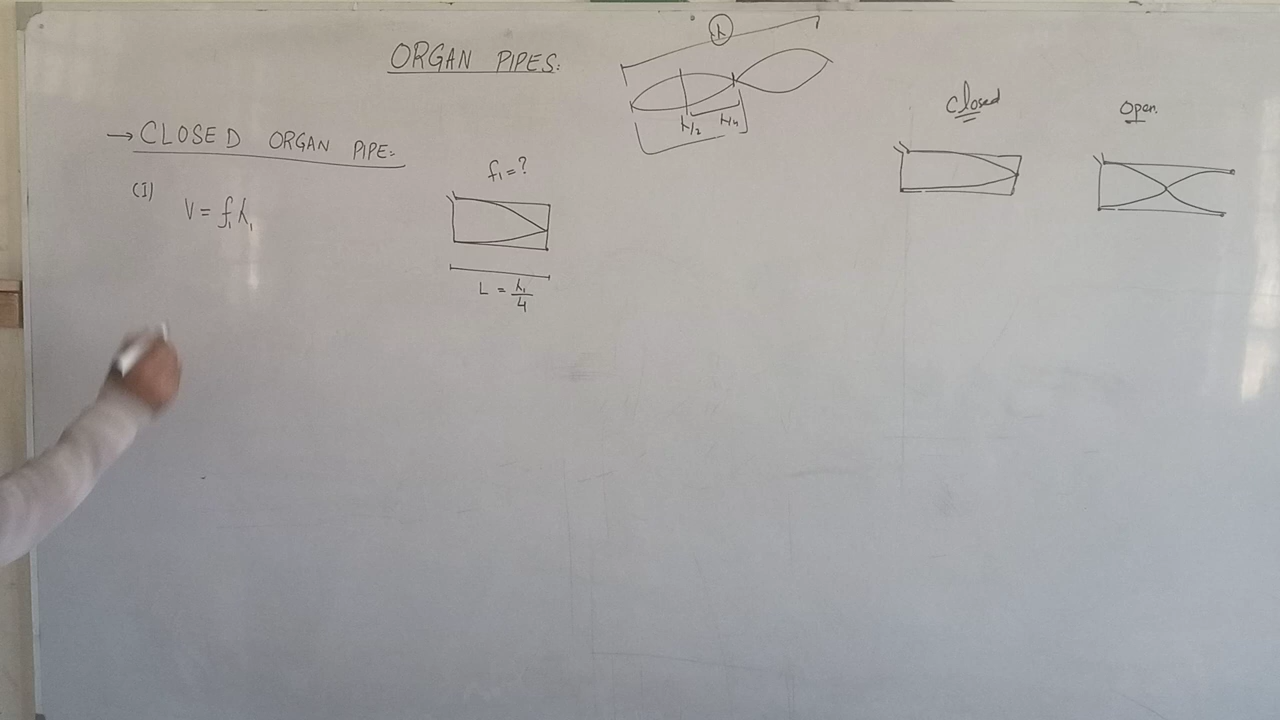 ORGAN PIPES:
λ
λ/2 λ/4
→ CLOSED ORGAN PIPE:
(I) V = f₁λ₁
f₁ = ?
L = λ₁/4
Closed
Open.